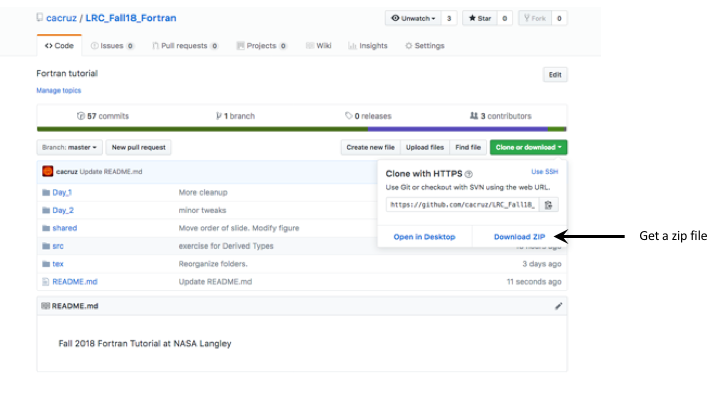 cacruz / LRC_Fall18_Fortran
Unwatch 3 Star 0 Fork 0
Code Issues 0 Pull requests 0 Projects 0 Wiki Insights Settings
Fortran tutorial Edit
Manage topics
57 commits 1 branch 0 releases 3 contributors
Branch: master New pull request Create new file Upload files Find file Clone or download
cacruz Update README.md
Clone with HTTPS Use SSH
Use Git or checkout with SVN using the web URL.
https://github.com/cacruz/LRC_Fall18_
Open in Desktop Download ZIP
Get a zip file
Day_1 More cleanup
Day_2 minor tweaks
shared Move order of slide. Modify figure
src exercise for Derived Types
tex Reorganize folders. 3 days ago
README.md Update README.md 11 seconds ago
README.md
Fall 2018 Fortran Tutorial at NASA Langley